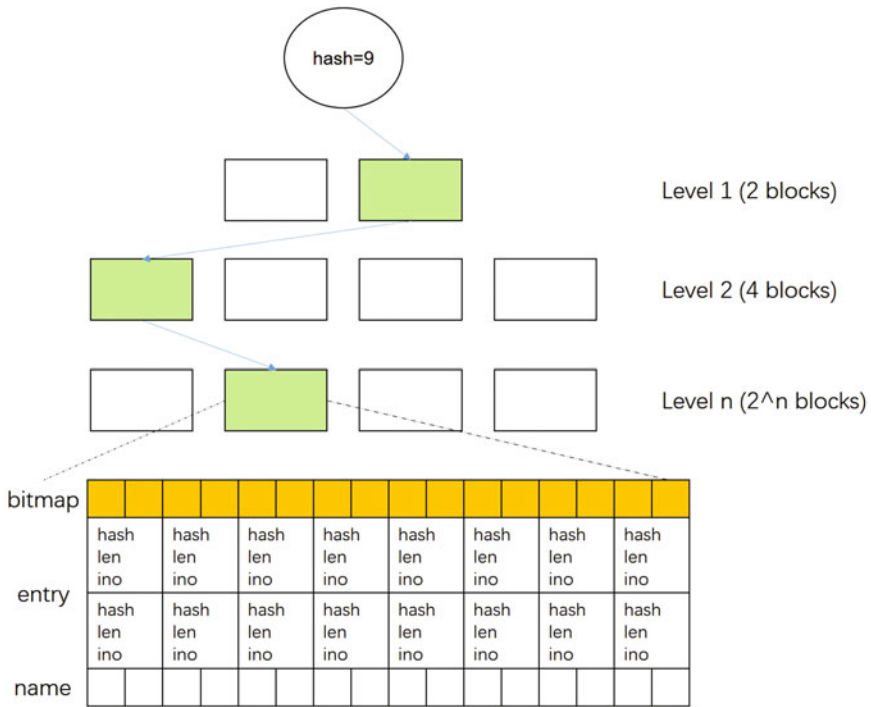 hash=9
Level 1 (2 blocks)
Level 2 (4 blocks)
Level n (2^n blocks)
bitmap
entry
hash hash hash hash hash hash hash hash
len len len len len len len len
ino ino ino ino ino ino ino ino
hash hash hash hash hash hash hash hash
len len len len len len len len
ino ino ino ino ino ino ino ino
name